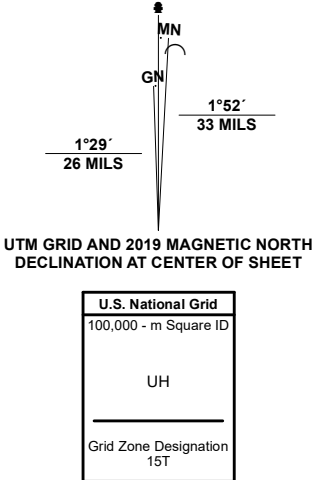 MN
GN
1°52´
33 MILS
1°29´
26 MILS
UTM GRID AND 2019 MAGNETIC NORTH
DECLINATION AT CENTER OF SHEET
U.S. National Grid
100,000 - m Square ID
UH
Grid Zone Designation
15T